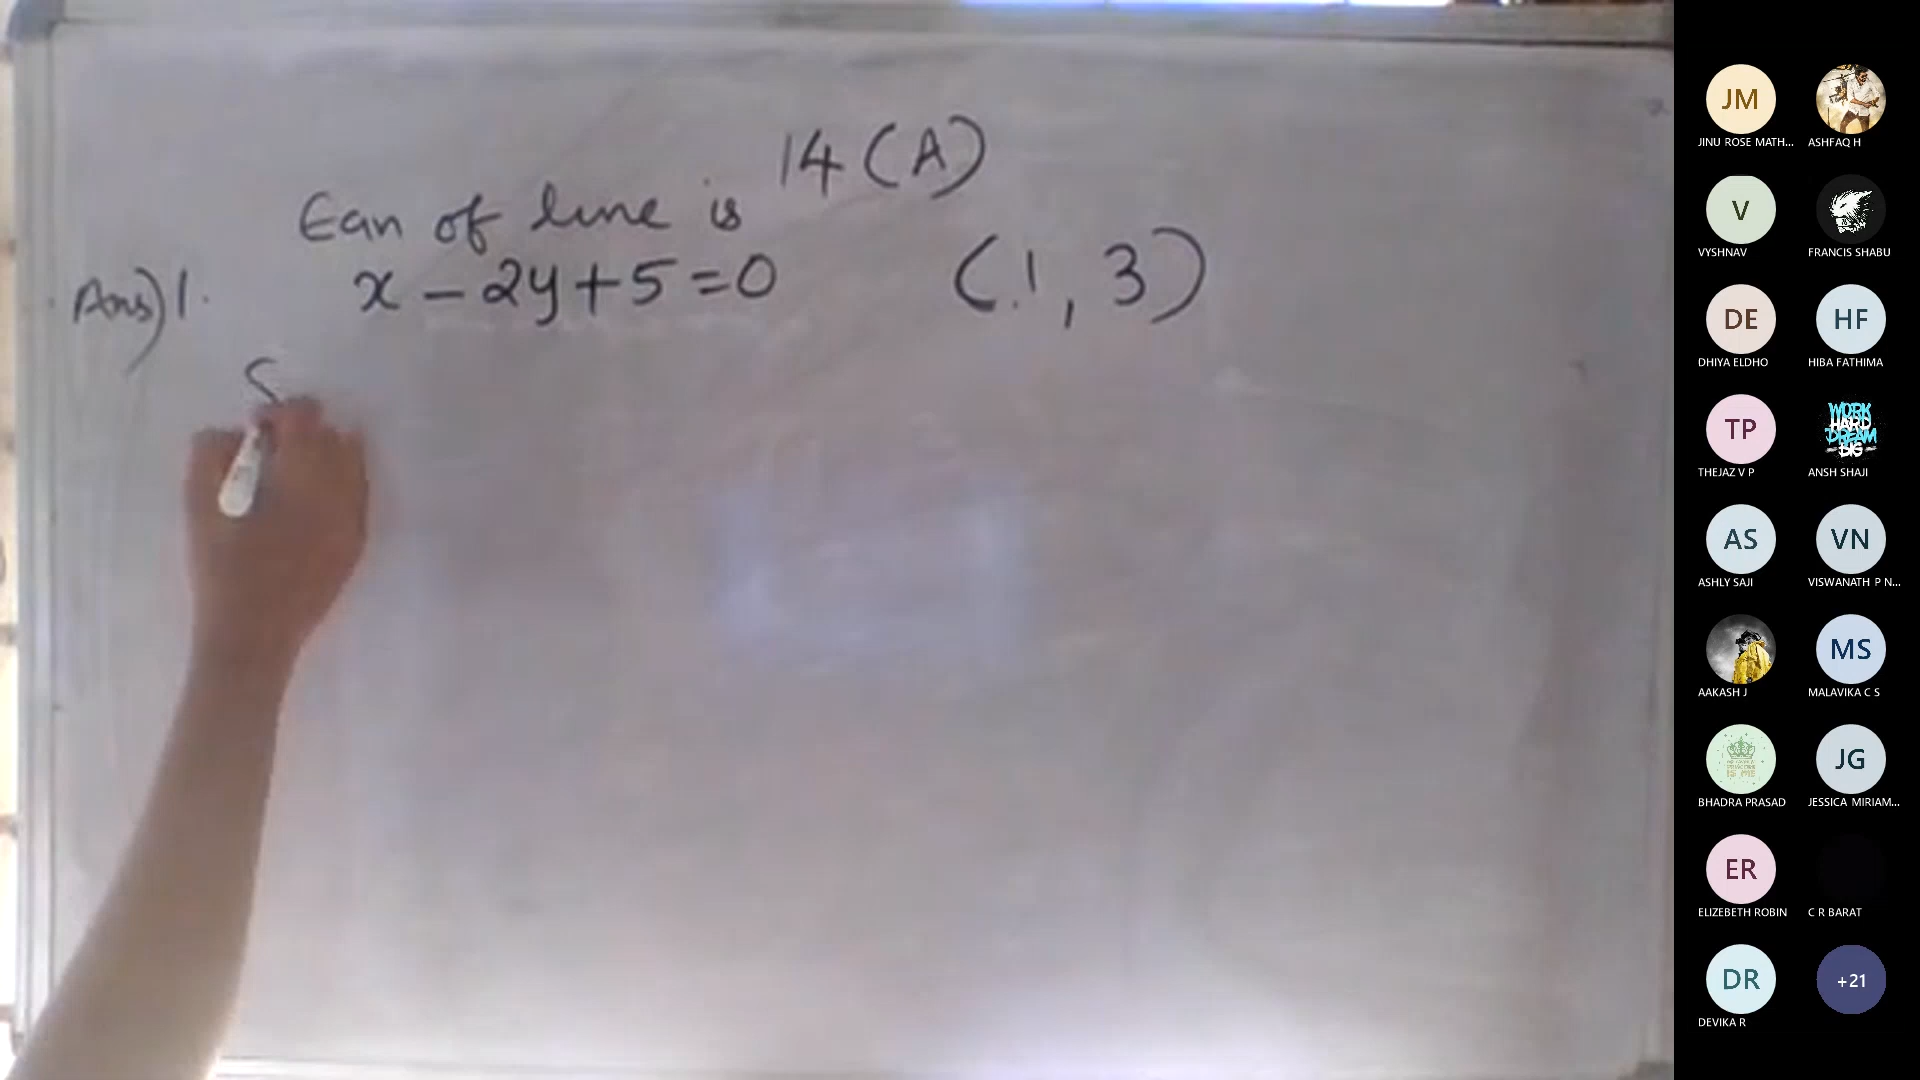 14 (A)
Eqn of line is
Ans) 1. x - 2y + 5 = 0 (1, 3)
S
JM
JINU ROSE MATH...
ASHFAQ H
V
VYSHNAV
FRANCIS SHABU
DE
DHIYA ELDHO
HF
HIBA FATHIMA
TP
THEJAZ V P
WORK
HARD
DREAM
BIG
ANSH SHAJI
AS
ASHLY SAJI
VN
VISWANATH P N...
AAKASH J
MS
MALAVIKA C S
BHADRA PRASAD
JG
JESSICA MIRIAM...
ER
ELIZEBETH ROBIN
C R BARAT
DR
DEVIKA R
+21